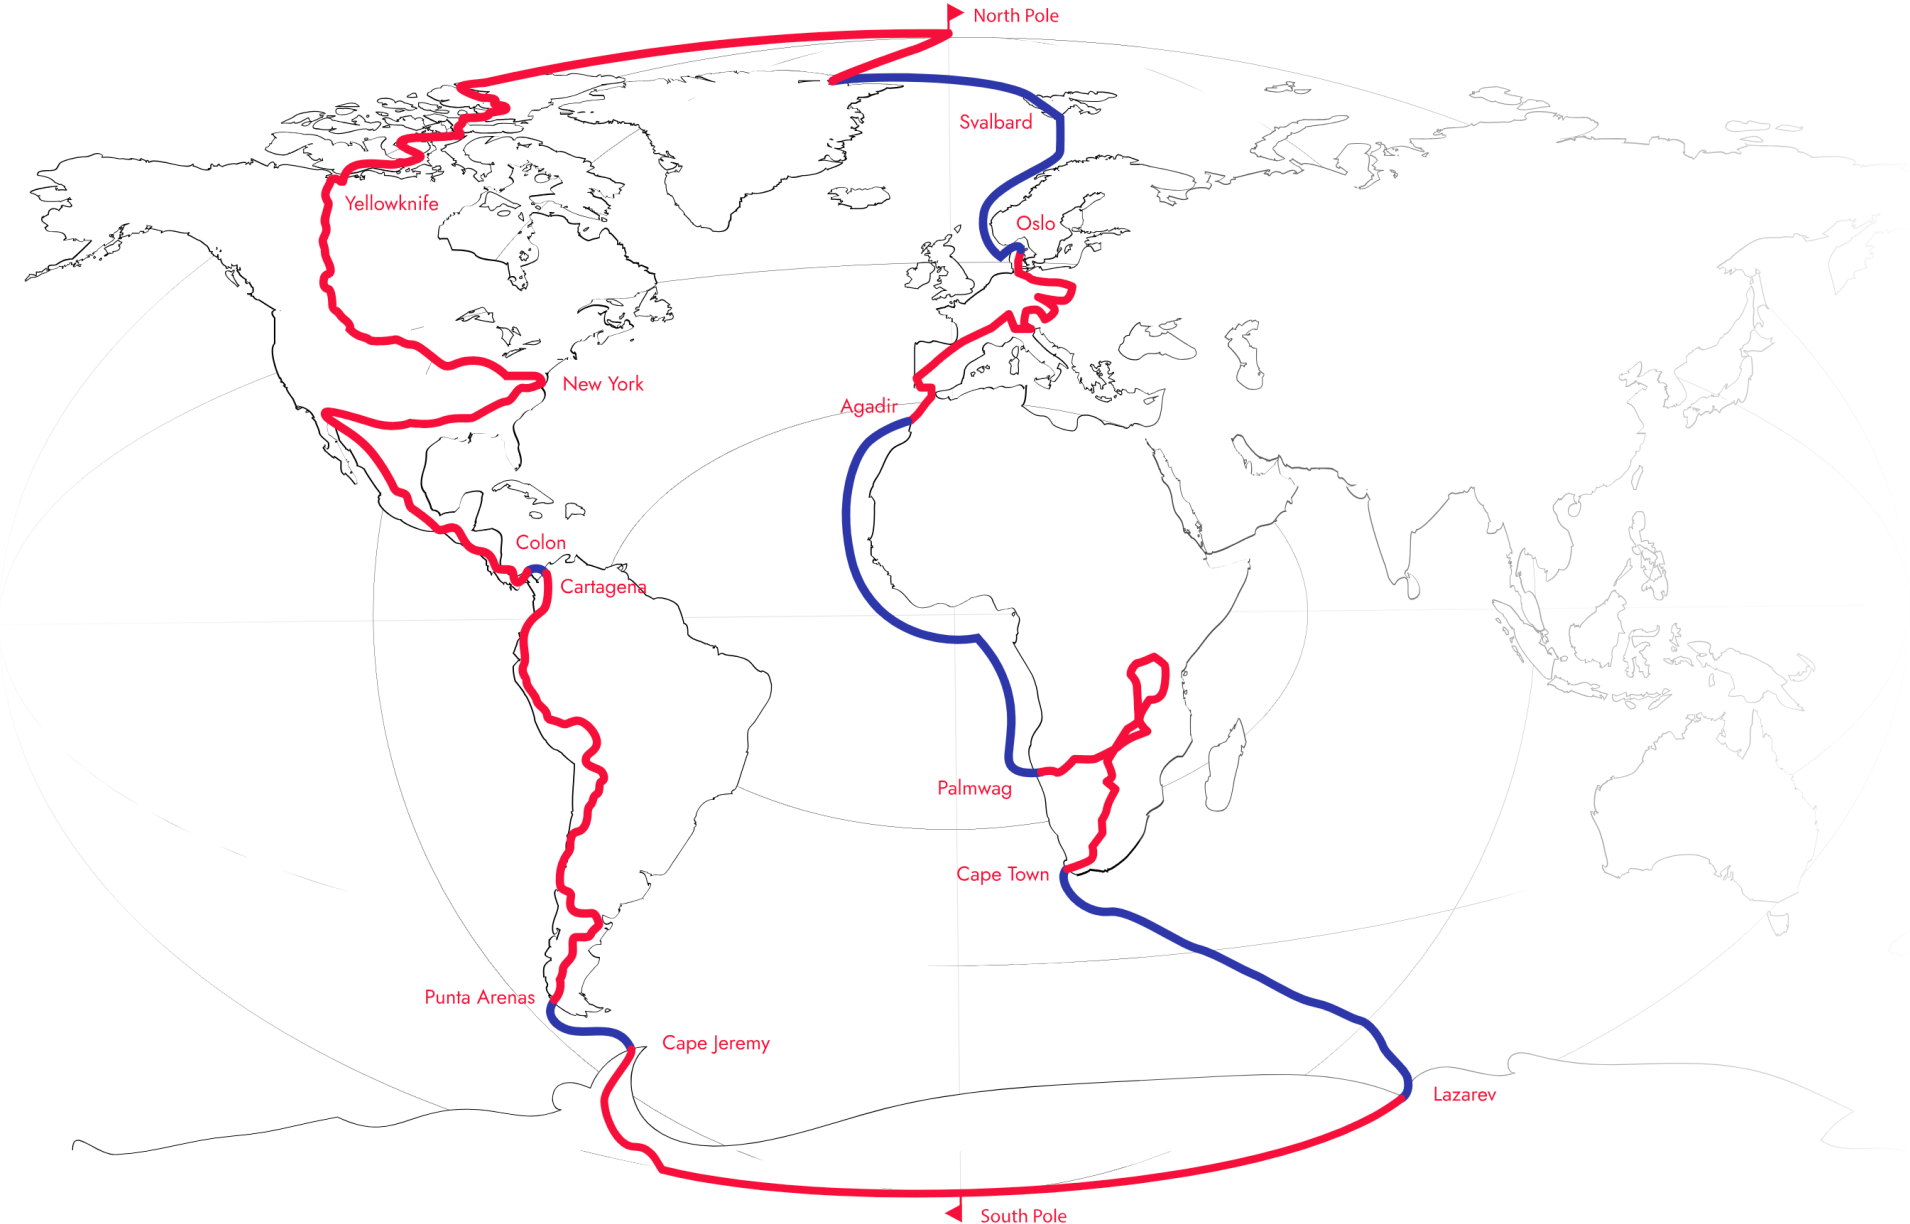 North Pole
Svalbard
Yellowknife
Oslo
New York
Agadir
Colon
Cartagena
Palmwag
Cape Town
Punta Arenas
Cape Jeremy
Lazarev
South Pole